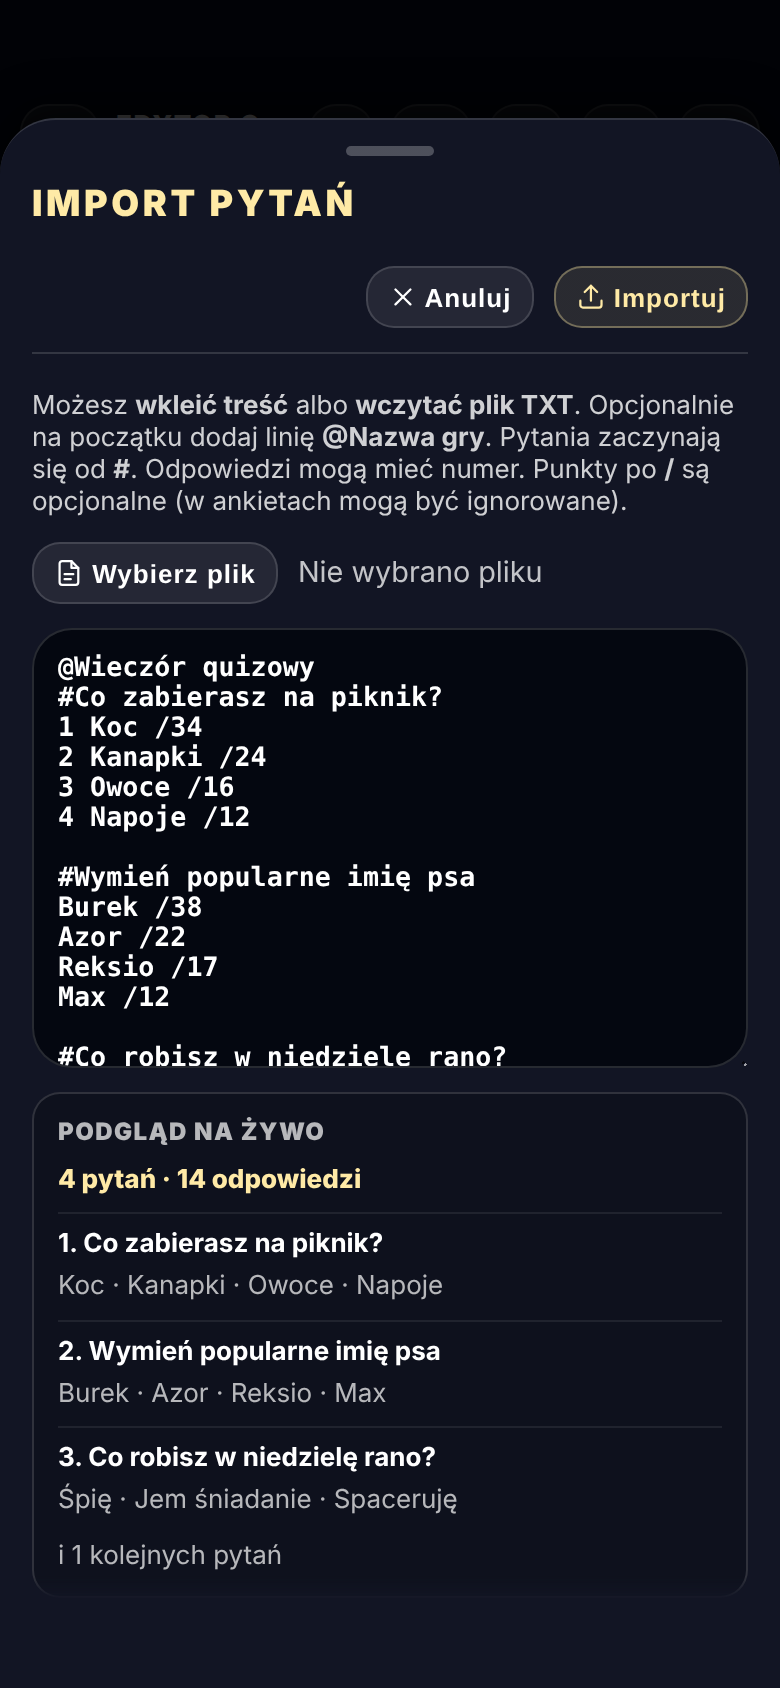 IMPORT PYTAŃ
Anuluj
Importuj
Możesz wkleić treść albo wczytać plik TXT. Opcjonalnie
na początku dodaj linię @Nazwa gry. Pytania zaczynają
się od #. Odpowiedzi mogą mieć numer. Punkty po / są
opcjonalne (w ankietach mogą być ignorowane).
Wybierz plik
Nie wybrano pliku
@Wieczór quizowy
#Co zabierasz na piknik?
1 Koc /34
2 Kanapki /24
3 Owoce /16
4 Napoje /12
#Wymień popularne imię psa
Burek /38
Azor /22
Reksio /17
Max /12
#Co robisz w niedzielę rano?
PODGLĄD NA ŻYWO
4 pytań · 14 odpowiedzi
1. Co zabierasz na piknik?
Koc · Kanapki · Owoce · Napoje
2. Wymień popularne imię psa
Burek · Azor · Reksio · Max
3. Co robisz w niedzielę rano?
Śpię · Jem śniadanie · Spaceruję
i 1 kolejnych pytań